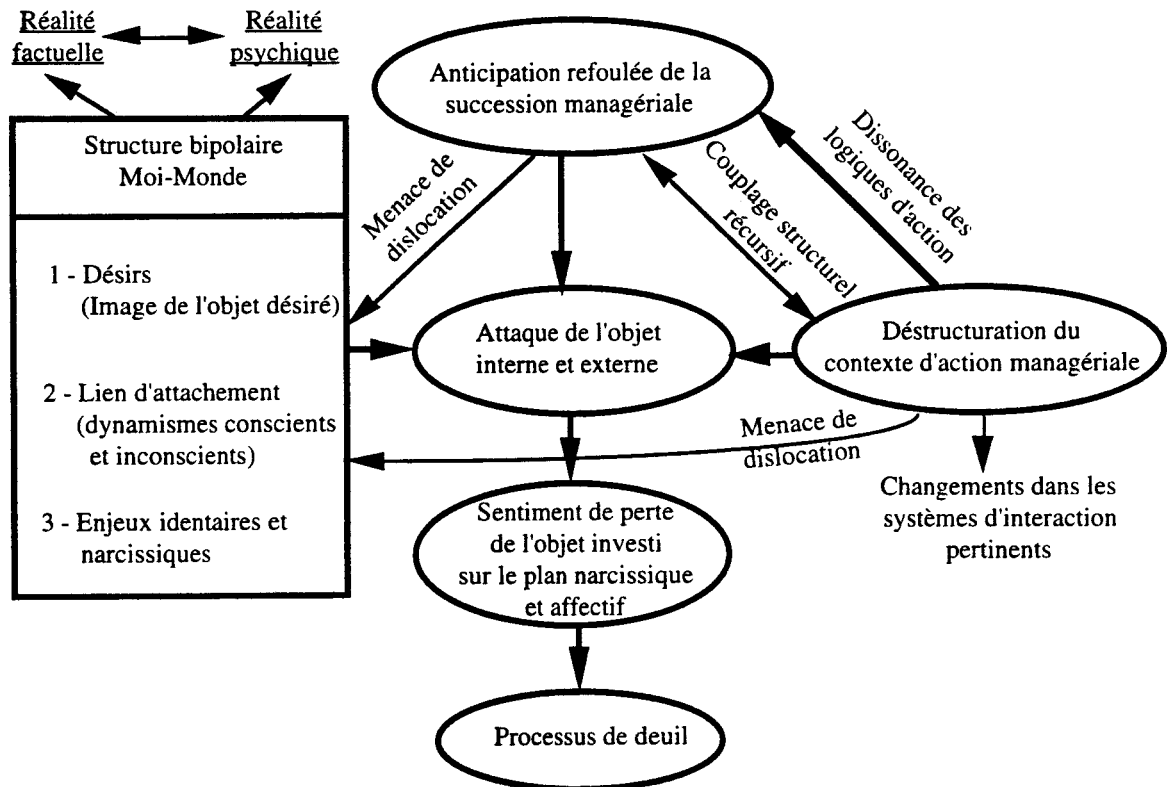 Réalité
factuelle
Réalité
psychique
Anticipation refoulée de la
succession managériale
Structure bipolaire
Moi-Monde
Menace de
dislocation
Couplage structurel
récursif
Dissonance des
logiques d'action
1 - Désirs
(Image de l'objet désiré)
2 - Lien d'attachement
(dynamismes conscients
et inconscients)
3 - Enjeux identaires et
narcissiques
Attaque de l'objet
interne et externe
Déstructuration du
contexte d'action managériale
Menace de
dislocation
Changements dans les
systèmes d'interaction
pertinents
Sentiment de perte
de l'objet investi
sur le plan narcissique
et affectif
Processus de deuil